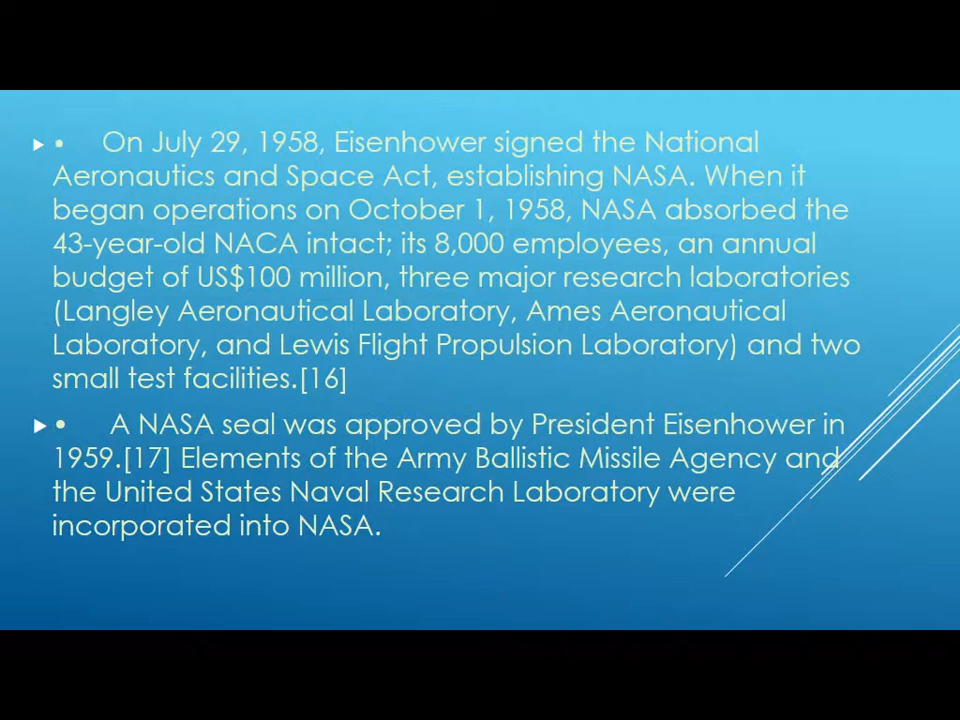 • On July 29, 1958, Eisenhower signed the National
Aeronautics and Space Act, establishing NASA. When it
began operations on October 1, 1958, NASA absorbed the
43-year-old NACA intact; its 8,000 employees, an annual
budget of US$100 million, three major research laboratories
(Langley Aeronautical Laboratory, Ames Aeronautical
Laboratory, and Lewis Flight Propulsion Laboratory) and two
small test facilities.[16]
• A NASA seal was approved by President Eisenhower in
1959.[17] Elements of the Army Ballistic Missile Agency and
the United States Naval Research Laboratory were
incorporated into NASA.